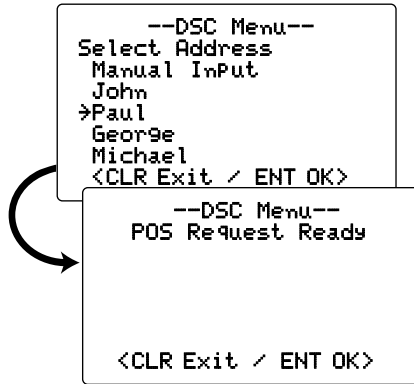 --DSC Menu--
Select Address
Manual InPut
John
→Paul
George
Michael
<CLR Exit / ENT OK>
--DSC Menu--
POS Request Ready
<CLR Exit / ENT OK>